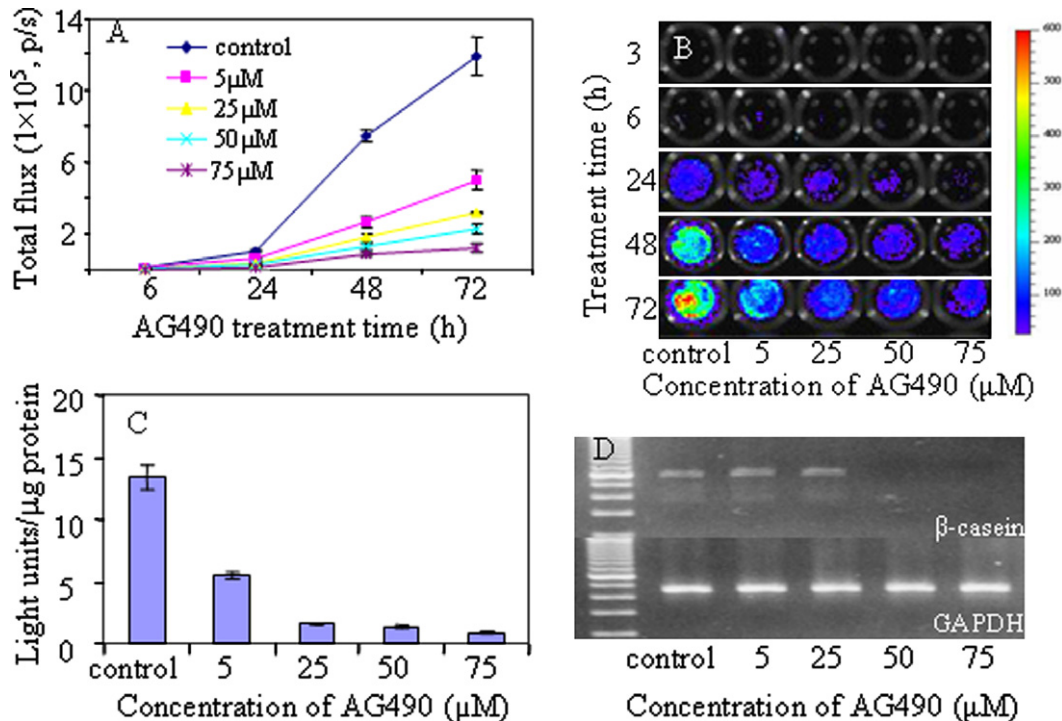 A
Total flux (1×10⁵, p/s)
14
10
6
2
control
5μM
25μM
50μM
75μM
6 24 48 72
AG490 treatment time (h)
B
Treatment time (h)
3
6
24
48
72
600
500
400
300
200
100
control 5 25 50 75
Concentration of AG490 (μM)
C
Light units/μg protein
20
15
10
5
0
control 5 25 50 75
Concentration of AG490 (μM)
D
β-casein
GAPDH
control 5 25 50 75
Concentration of AG490 (μM)